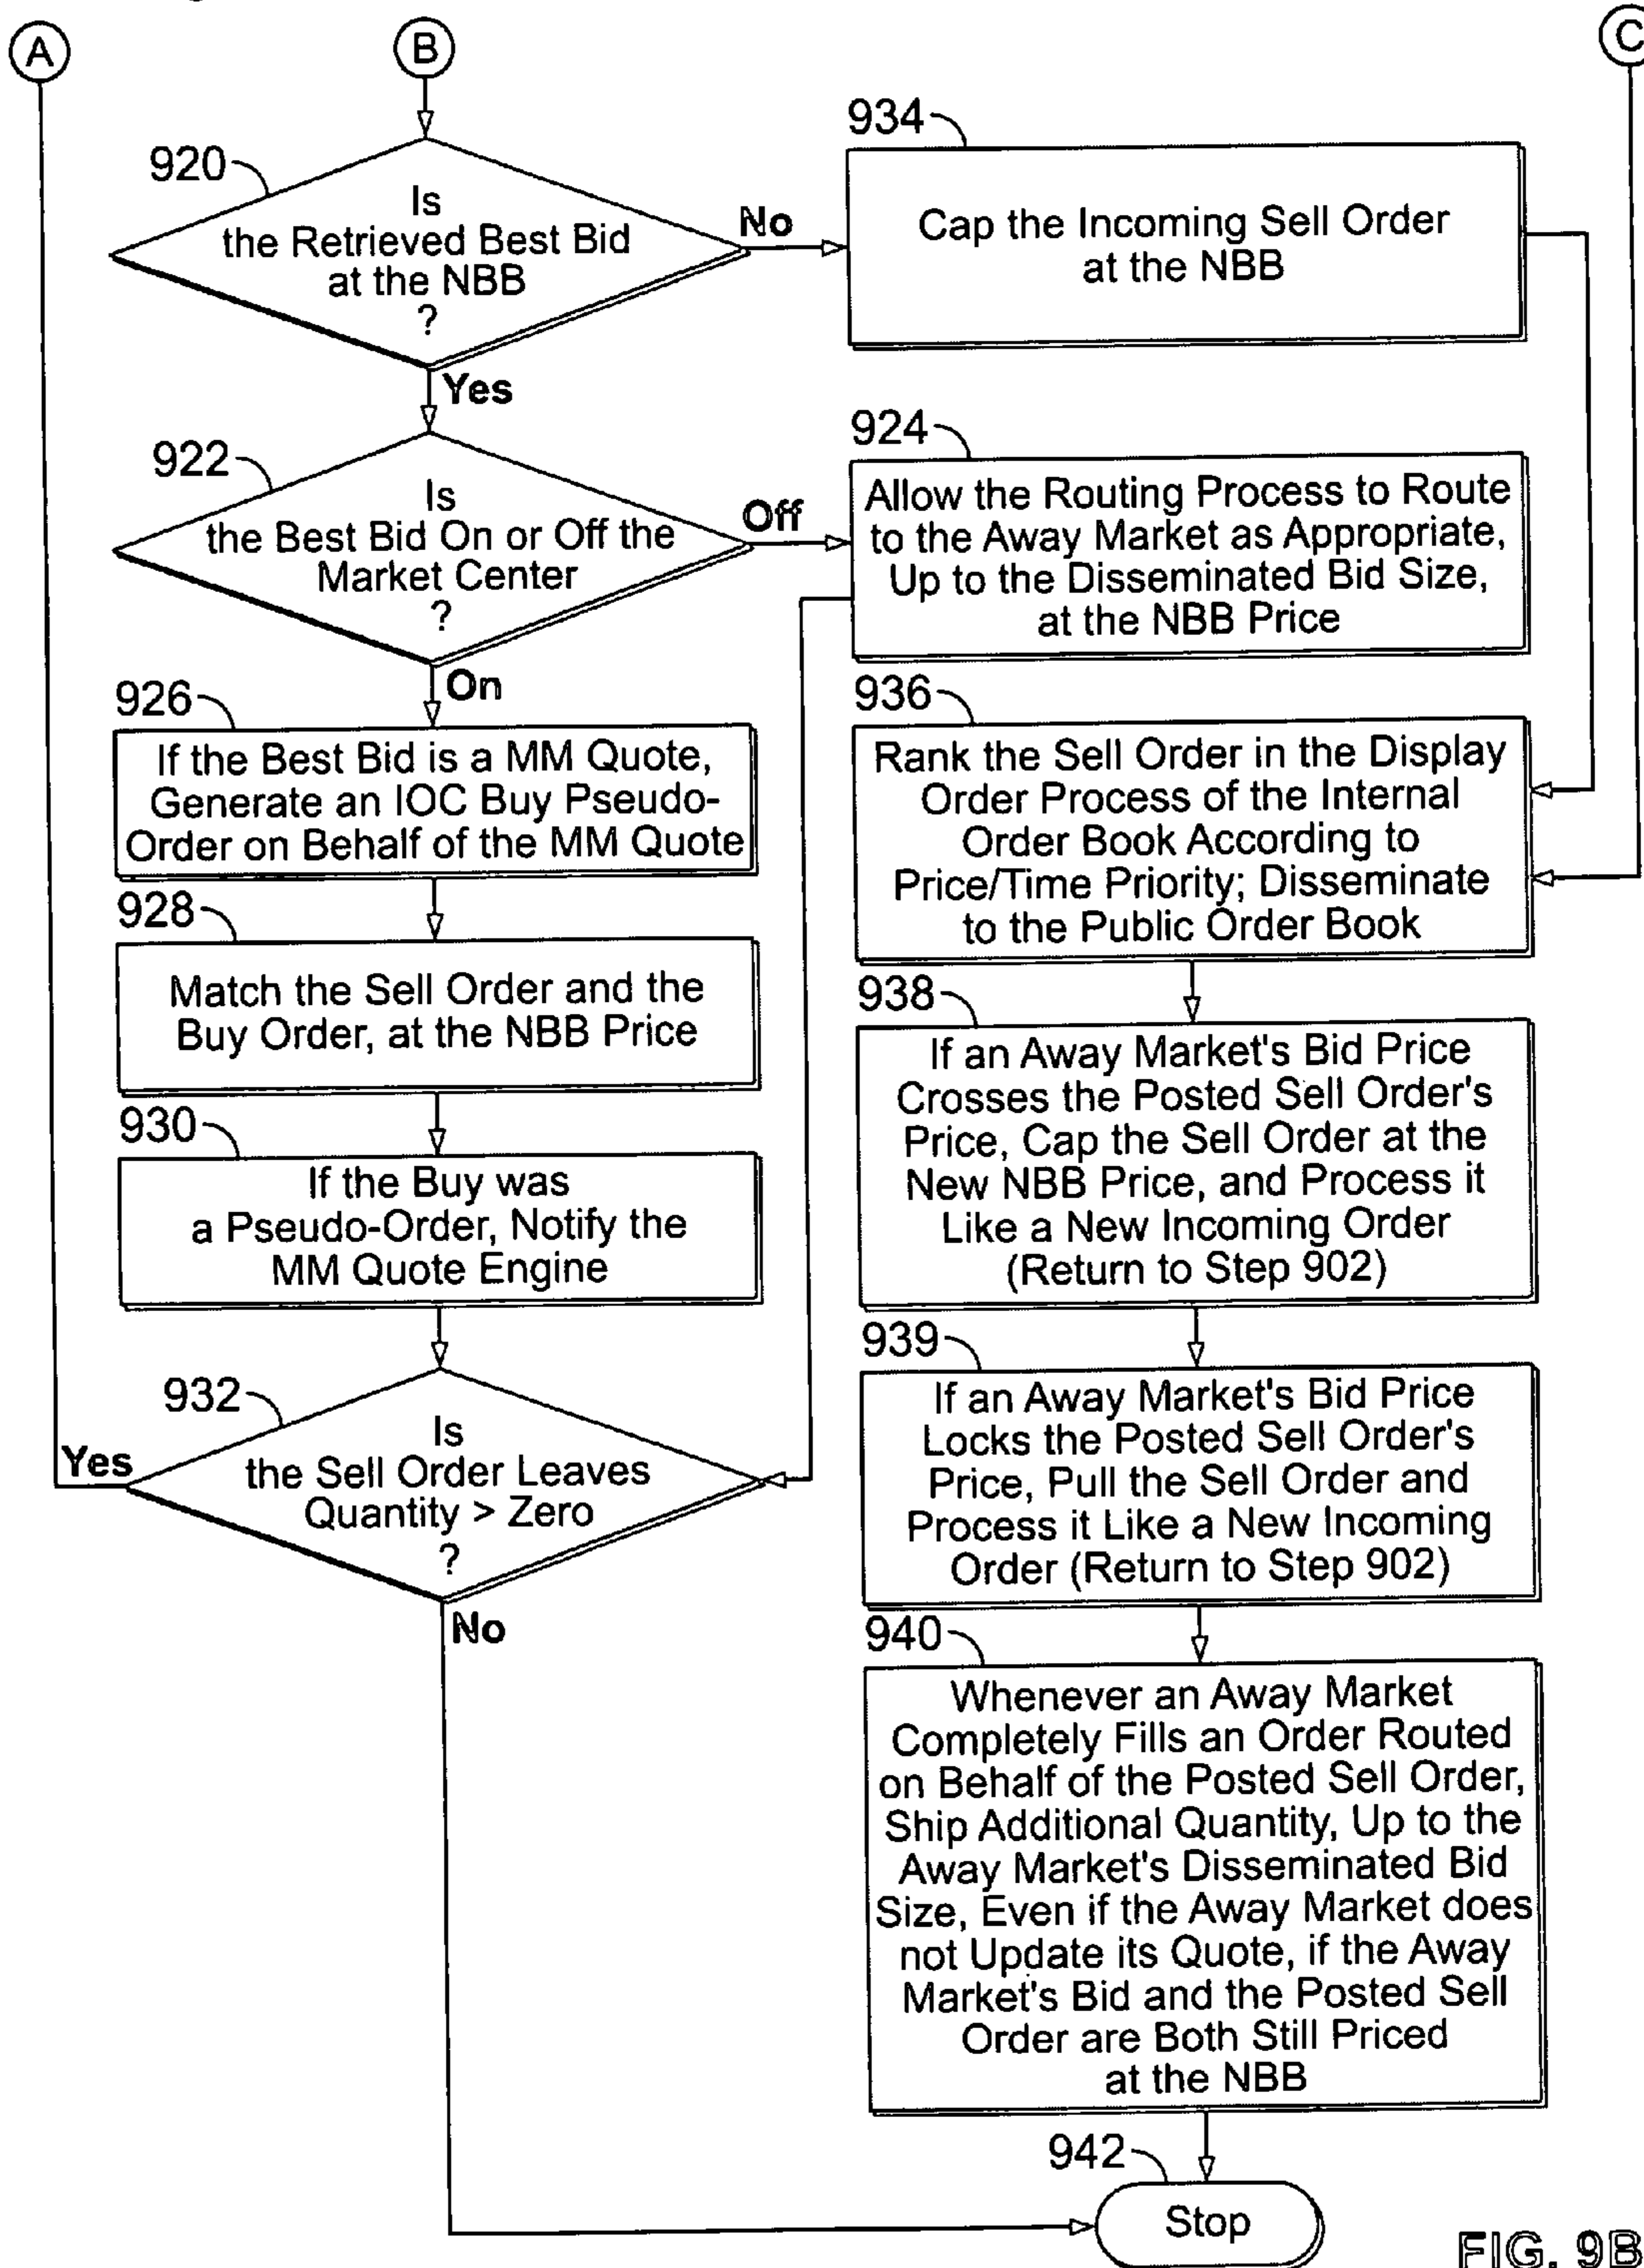 A
B
C
920
Is
the Retrieved Best Bid
at the NBB
?
No
Yes
934
Cap the Incoming Sell Order
at the NBB
922
Is
the Best Bid On or Off the
Market Center
?
Off
On
924
Allow the Routing Process to Route
to the Away Market as Appropriate,
Up to the Disseminated Bid Size,
at the NBB Price
926
If the Best Bid is a MM Quote,
Generate an IOC Buy Pseudo-
Order on Behalf of the MM Quote
936
Rank the Sell Order in the Display
Order Process of the Internal
Order Book According to
Price/Time Priority; Disseminate
to the Public Order Book
928
Match the Sell Order and the
Buy Order, at the NBB Price
938
If an Away Market's Bid Price
Crosses the Posted Sell Order's
Price, Cap the Sell Order at the
New NBB Price, and Process it
Like a New Incoming Order
(Return to Step 902)
930
If the Buy was
a Pseudo-Order, Notify the
MM Quote Engine
939
If an Away Market's Bid Price
Locks the Posted Sell Order's
Price, Pull the Sell Order and
Process it Like a New Incoming
Order (Return to Step 902)
932
Is
the Sell Order Leaves
Quantity > Zero
?
Yes
No
940
Whenever an Away Market
Completely Fills an Order Routed
on Behalf of the Posted Sell Order,
Ship Additional Quantity, Up to the
Away Market's Disseminated Bid
Size, Even if the Away Market does
not Update its Quote, if the Away
Market's Bid and the Posted Sell
Order are Both Still Priced
at the NBB
942
Stop
FIG. 9B